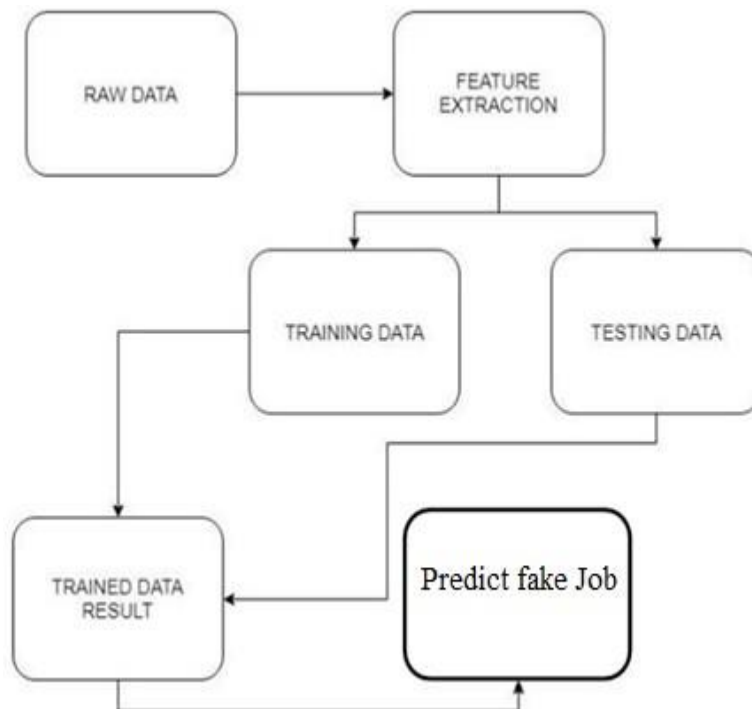 RAW DATA
FEATURE
EXTRACTION
TRAINING DATA
TESTING DATA
TRAINED DATA
RESULT
Predict fake Job